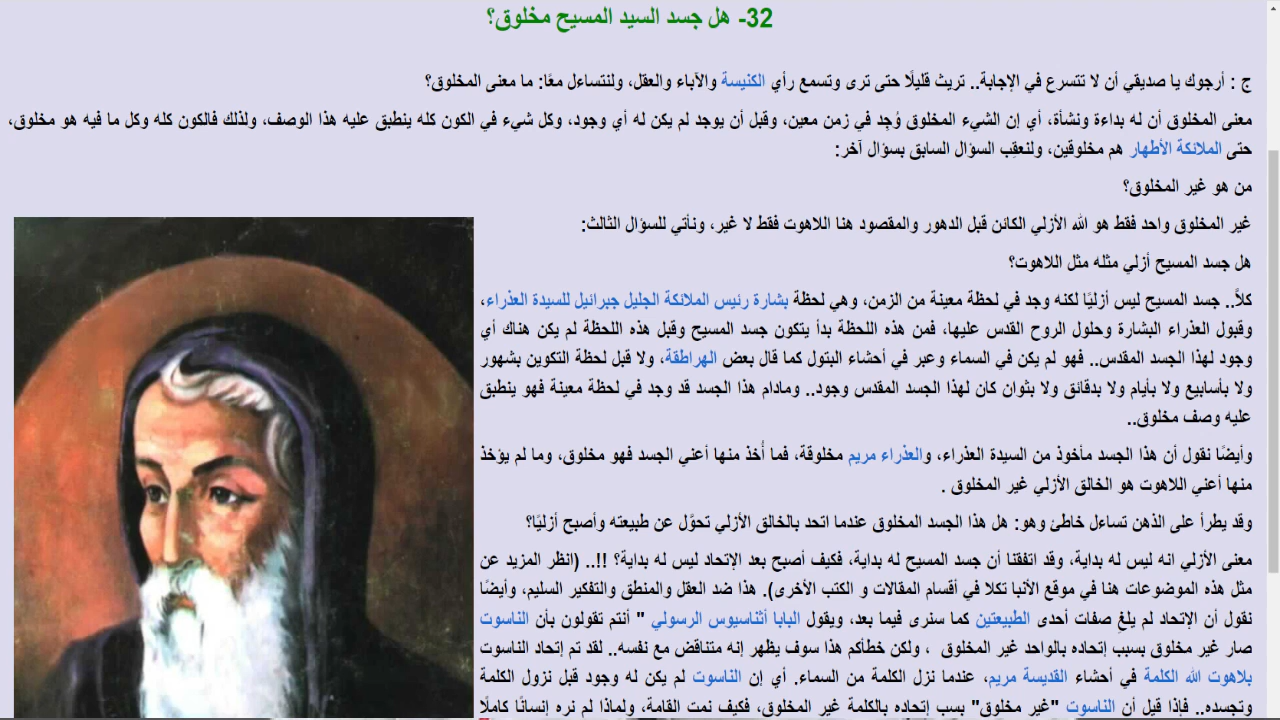 32- هل جسد السيد المسيح مخلوق؟
ج : أرجوك يا صديقي أن لا تتسرع في الإجابة.. تريث قليلًا حتى ترى وتسمع رأي الكنيسة والآباء والعقل، ولنتساءل معًا: ما معنى المخلوق؟
معنى المخلوق أن له بداءة ونشأة، أي إن الشيء المخلوق وُجِد في زمن معين، وقبل أن يوجد لم يكن له أي وجود، وكل شيء في الكون كله ينطبق عليه هذا الوصف، ولذلك فالكون كله وكل ما فيه هو مخلوق،
حتى الملائكة الأطهار هم مخلوقين، ولنعقِب السؤال السابق بسؤال آخر:
من هو غير المخلوق؟
غير المخلوق واحد فقط هو الله الأزلي الكائن قبل الدهور والمقصود هنا اللاهوت فقط لا غير، ونأتي للسؤال الثالث:
هل جسد المسيح أزلي مثله مثل اللاهوت؟
كلاَّ.. جسد المسيح ليس أزليًا لكنه وجد في لحظة معينة من الزمن، وهي لحظة بشارة رئيس الملائكة الجليل جبرائيل للسيدة العذراء،
وقبول العذراء البشارة وحلول الروح القدس عليها، فمن هذه اللحظة بدأ يتكون جسد المسيح وقبل هذه اللحظة لم يكن هناك أي
وجود لهذا الجسد المقدس.. فهو لم يكن في السماء وعبر في أحشاء البتول كما قال بعض الهراطقة، ولا قبل لحظة التكوين بشهور
ولا بأسابيع ولا بأيام ولا بدقائق ولا بثوان كان لهذا الجسد المقدس وجود.. ومادام هذا الجسد قد وجد في لحظة معينة فهو ينطبق
عليه وصف مخلوق..
وأيضًا نقول أن هذا الجسد مأخوذ من السيدة العذراء، والعذراء مريم مخلوقة، فما أُخذ منها أعني الجسد فهو مخلوق، وما لم يؤخذ
منها أعني اللاهوت هو الخالق الأزلي غير المخلوق .
وقد يطرأ على الذهن تساءل خاطئ وهو: هل هذا الجسد المخلوق عندما اتحد بالخالق الأزلي تحوَّل عن طبيعته وأصبح أزليًا؟
معنى الأزلي انه ليس له بداية، وقد اتفقنا أن جسد المسيح له بداية، فكيف أصبح بعد الإتحاد ليس له بداية؟ !!.. (انظر المزيد عن
مثل هذه الموضوعات هنا في موقع الأنبا تكلا في أقسام المقالات و الكتب الأخرى). هذا ضد العقل والمنطق والتفكير السليم، وأيضًا
نقول أن الإتحاد لم يلغِ صفات أحدى الطبيعتين كما سنرى فيما بعد، ويقول البابا أثناسيوس الرسولي " أنتم تقولون بأن الناسوت
صار غير مخلوق بسبب إتحاده بالواحد غير المخلوق ، ولكن خطأكم هذا سوف يظهر إنه متناقض مع نفسه.. لقد تم إتحاد الناسوت
بلاهوت الله الكلمة في أحشاء القديسة مريم، عندما نزل الكلمة من السماء. أي إن الناسوت لم يكن له وجود قبل نزول الكلمة
وتجسده.. فإذا قيل أن الناسوت "غير مخلوق" بسبب إتحاده بالكلمة غير المخلوق، فكيف نمت القامة، ولماذا لم نره إنسانًا كاملًا